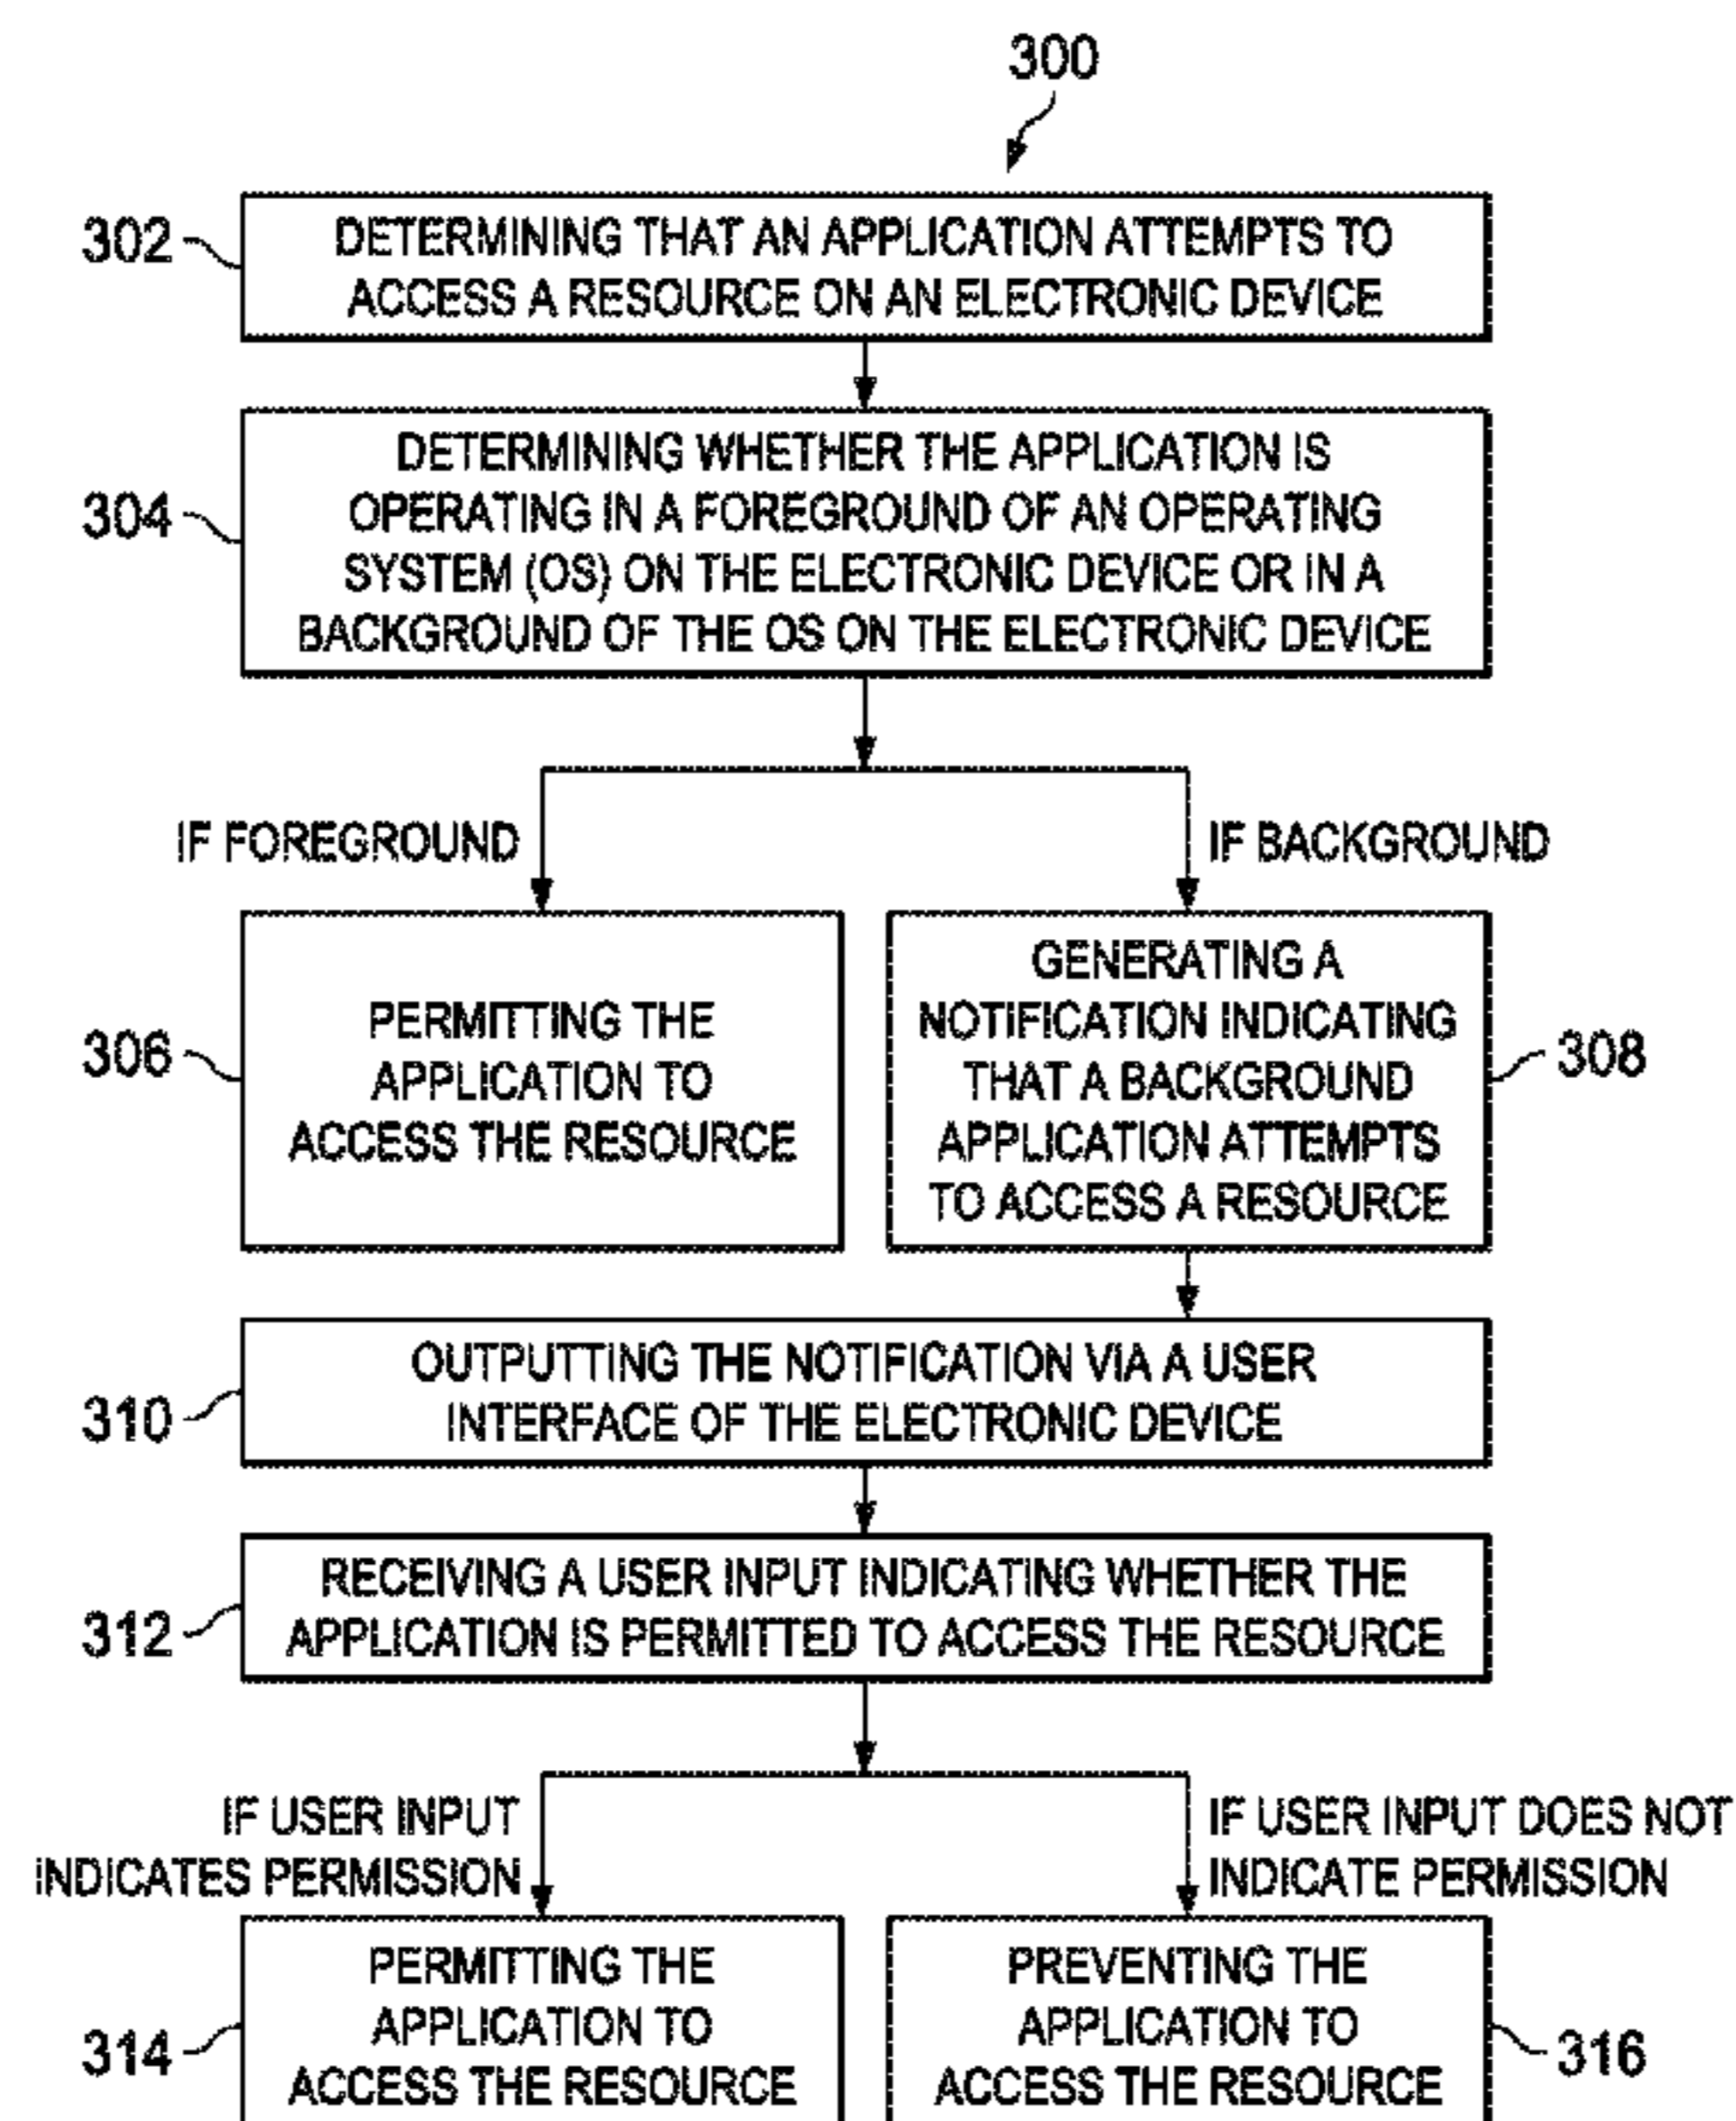 300
302
DETERMINING THAT AN APPLICATION ATTEMPTS TO
ACCESS A RESOURCE ON AN ELECTRONIC DEVICE
304
DETERMINING WHETHER THE APPLICATION IS
OPERATING IN A FOREGROUND OF AN OPERATING
SYSTEM (OS) ON THE ELECTRONIC DEVICE OR IN A
BACKGROUND OF THE OS ON THE ELECTRONIC DEVICE
IF FOREGROUND
IF BACKGROUND
306
PERMITTING THE
APPLICATION TO
ACCESS THE RESOURCE
GENERATING A
NOTIFICATION INDICATING
THAT A BACKGROUND
APPLICATION ATTEMPTS
TO ACCESS A RESOURCE
308
310
OUTPUTTING THE NOTIFICATION VIA A USER
INTERFACE OF THE ELECTRONIC DEVICE
312
RECEIVING A USER INPUT INDICATING WHETHER THE
APPLICATION IS PERMITTED TO ACCESS THE RESOURCE
IF USER INPUT
INDICATES PERMISSION
IF USER INPUT DOES NOT
INDICATE PERMISSION
314
PERMITTING THE
APPLICATION TO
ACCESS THE RESOURCE
PREVENTING THE
APPLICATION TO
ACCESS THE RESOURCE
316